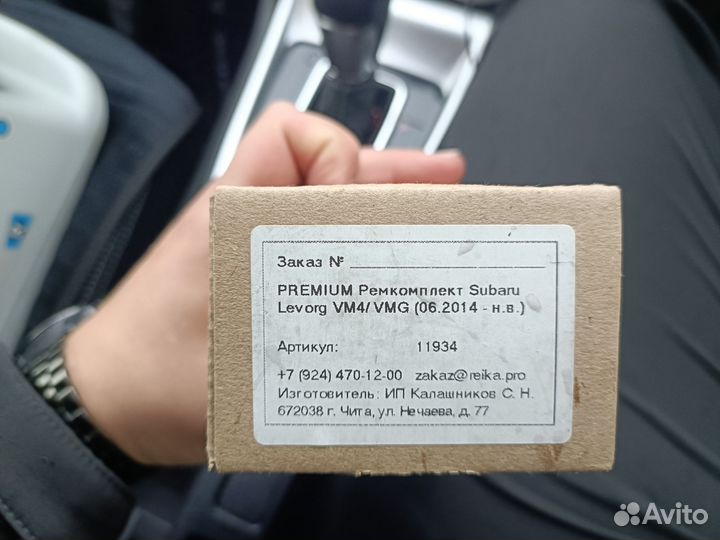 Заказ №
PREMIUM Ремкомплект Subaru
Levorg VM4/ VMG (06.2014 - н.в.)
Артикул: 11934
+7 (924) 470-12-00 zakaz@reika.pro
Изготовитель: ИП Калашников С. Н.
672038 г. Чита, ул. Нечаева, д. 77
Avito